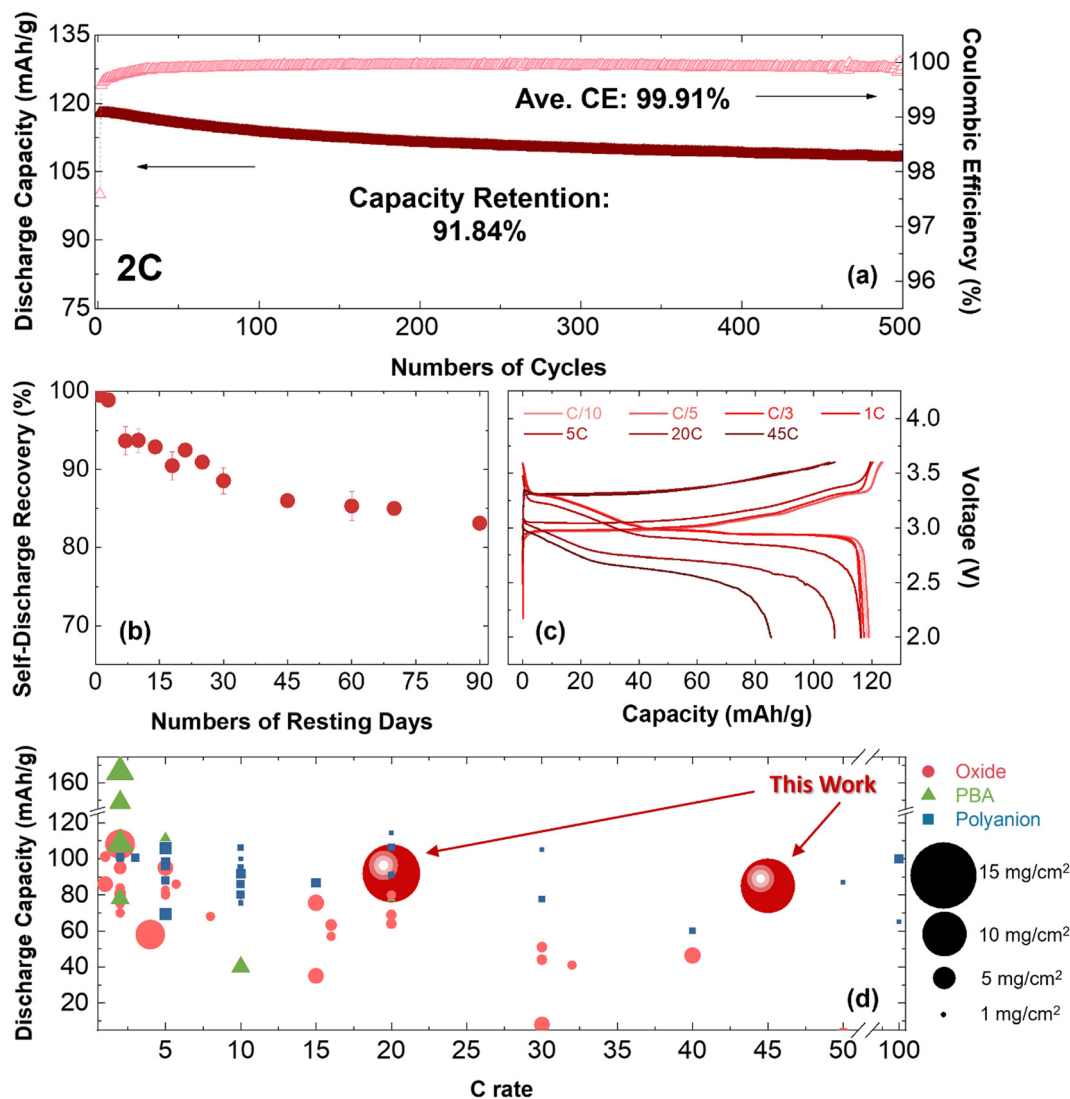 135
120
105
90
75
Discharge Capacity (mAh/g)
100
99
98
97
96
Coulombic Efficiency (%)
Ave. CE: 99.91%
Capacity Retention:
91.84%
2C
(a)
0
100
200
300
400
500
Numbers of Cycles
100
90
80
70
Self-Discharge Recovery (%)
(b)
0
15
30
45
60
75
90
Numbers of Resting Days
C/10
C/5
C/3
1C
5C
20C
45C
4.0
3.5
3.0
2.5
2.0
Voltage (V)
(c)
0
20
40
60
80
100
120
Capacity (mAh/g)
160
120
100
80
60
40
20
Discharge Capacity (mAh/g)
This Work
(d)
5
10
15
20
25
30
35
40
45
50
100
C rate
Oxide
PBA
Polyanion
15 mg/cm²
10 mg/cm²
5 mg/cm²
1 mg/cm²